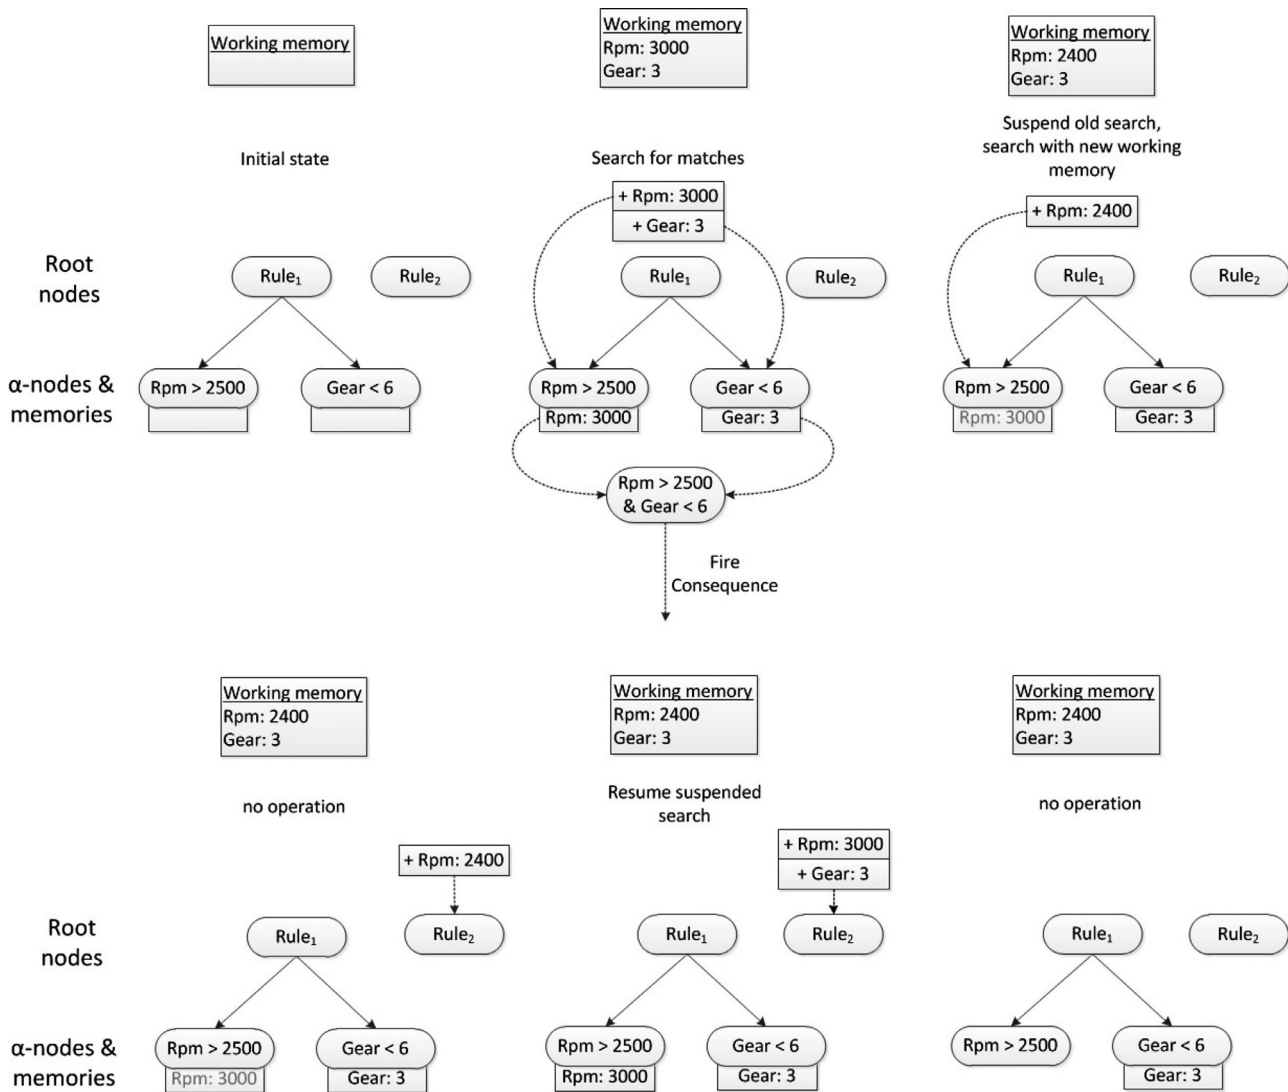 Working memory
Initial state
Root
nodes
Rule1
Rule2
α-nodes &
memories
Rpm > 2500
Gear < 6
Working memory
Rpm: 3000
Gear: 3
Search for matches
+ Rpm: 3000
+ Gear: 3
Rule1
Rule2
Rpm > 2500
Rpm: 3000
Gear < 6
Gear: 3
Rpm > 2500
& Gear < 6
Fire
Consequence
Working memory
Rpm: 2400
Gear: 3
Suspend old search,
search with new working
memory
+ Rpm: 2400
Rule1
Rule2
Rpm > 2500
Rpm: 3000
Gear < 6
Gear: 3
Working memory
Rpm: 2400
Gear: 3
no operation
+ Rpm: 2400
Root
nodes
Rule1
Rule2
α-nodes &
memories
Rpm > 2500
Rpm: 3000
Gear < 6
Gear: 3
Working memory
Rpm: 2400
Gear: 3
Resume suspended
search
+ Rpm: 3000
+ Gear: 3
Rule1
Rule2
Rpm > 2500
Rpm: 3000
Gear < 6
Gear: 3
Working memory
Rpm: 2400
Gear: 3
no operation
Rule1
Rule2
Rpm > 2500
Gear < 6
Gear: 3